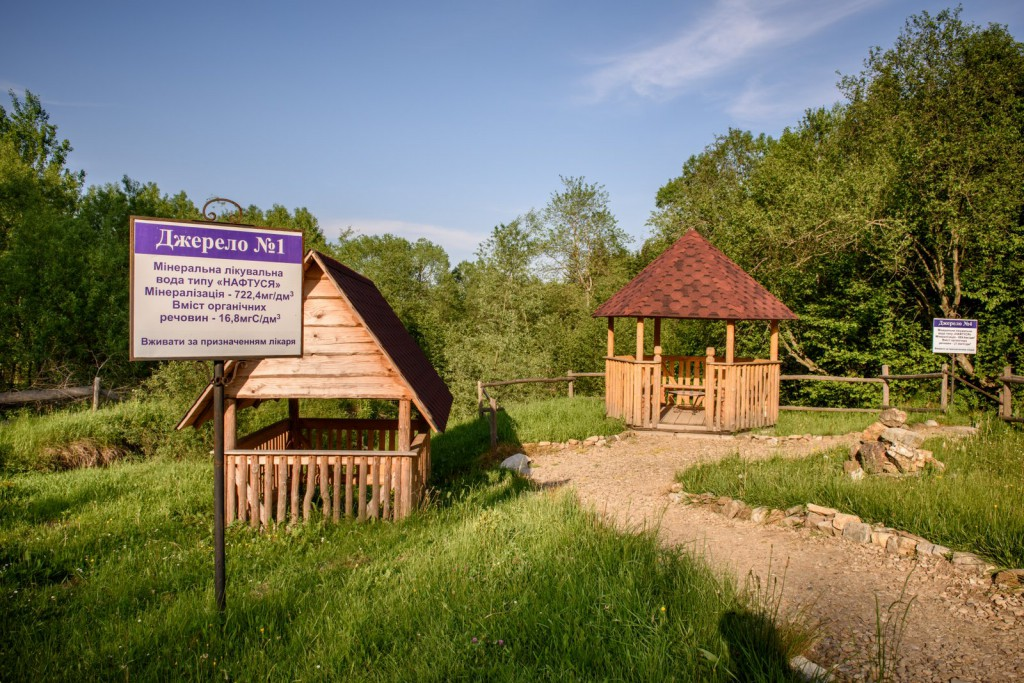 Джерело №1
Мінеральна лікувальна
вода типу «НАФТУСЯ»
Мінералізація - 722,4мг/дм³
Вміст органічних
речовин - 16,8мгС/дм³
Вживати за призначенням лікаря
Джерело №1